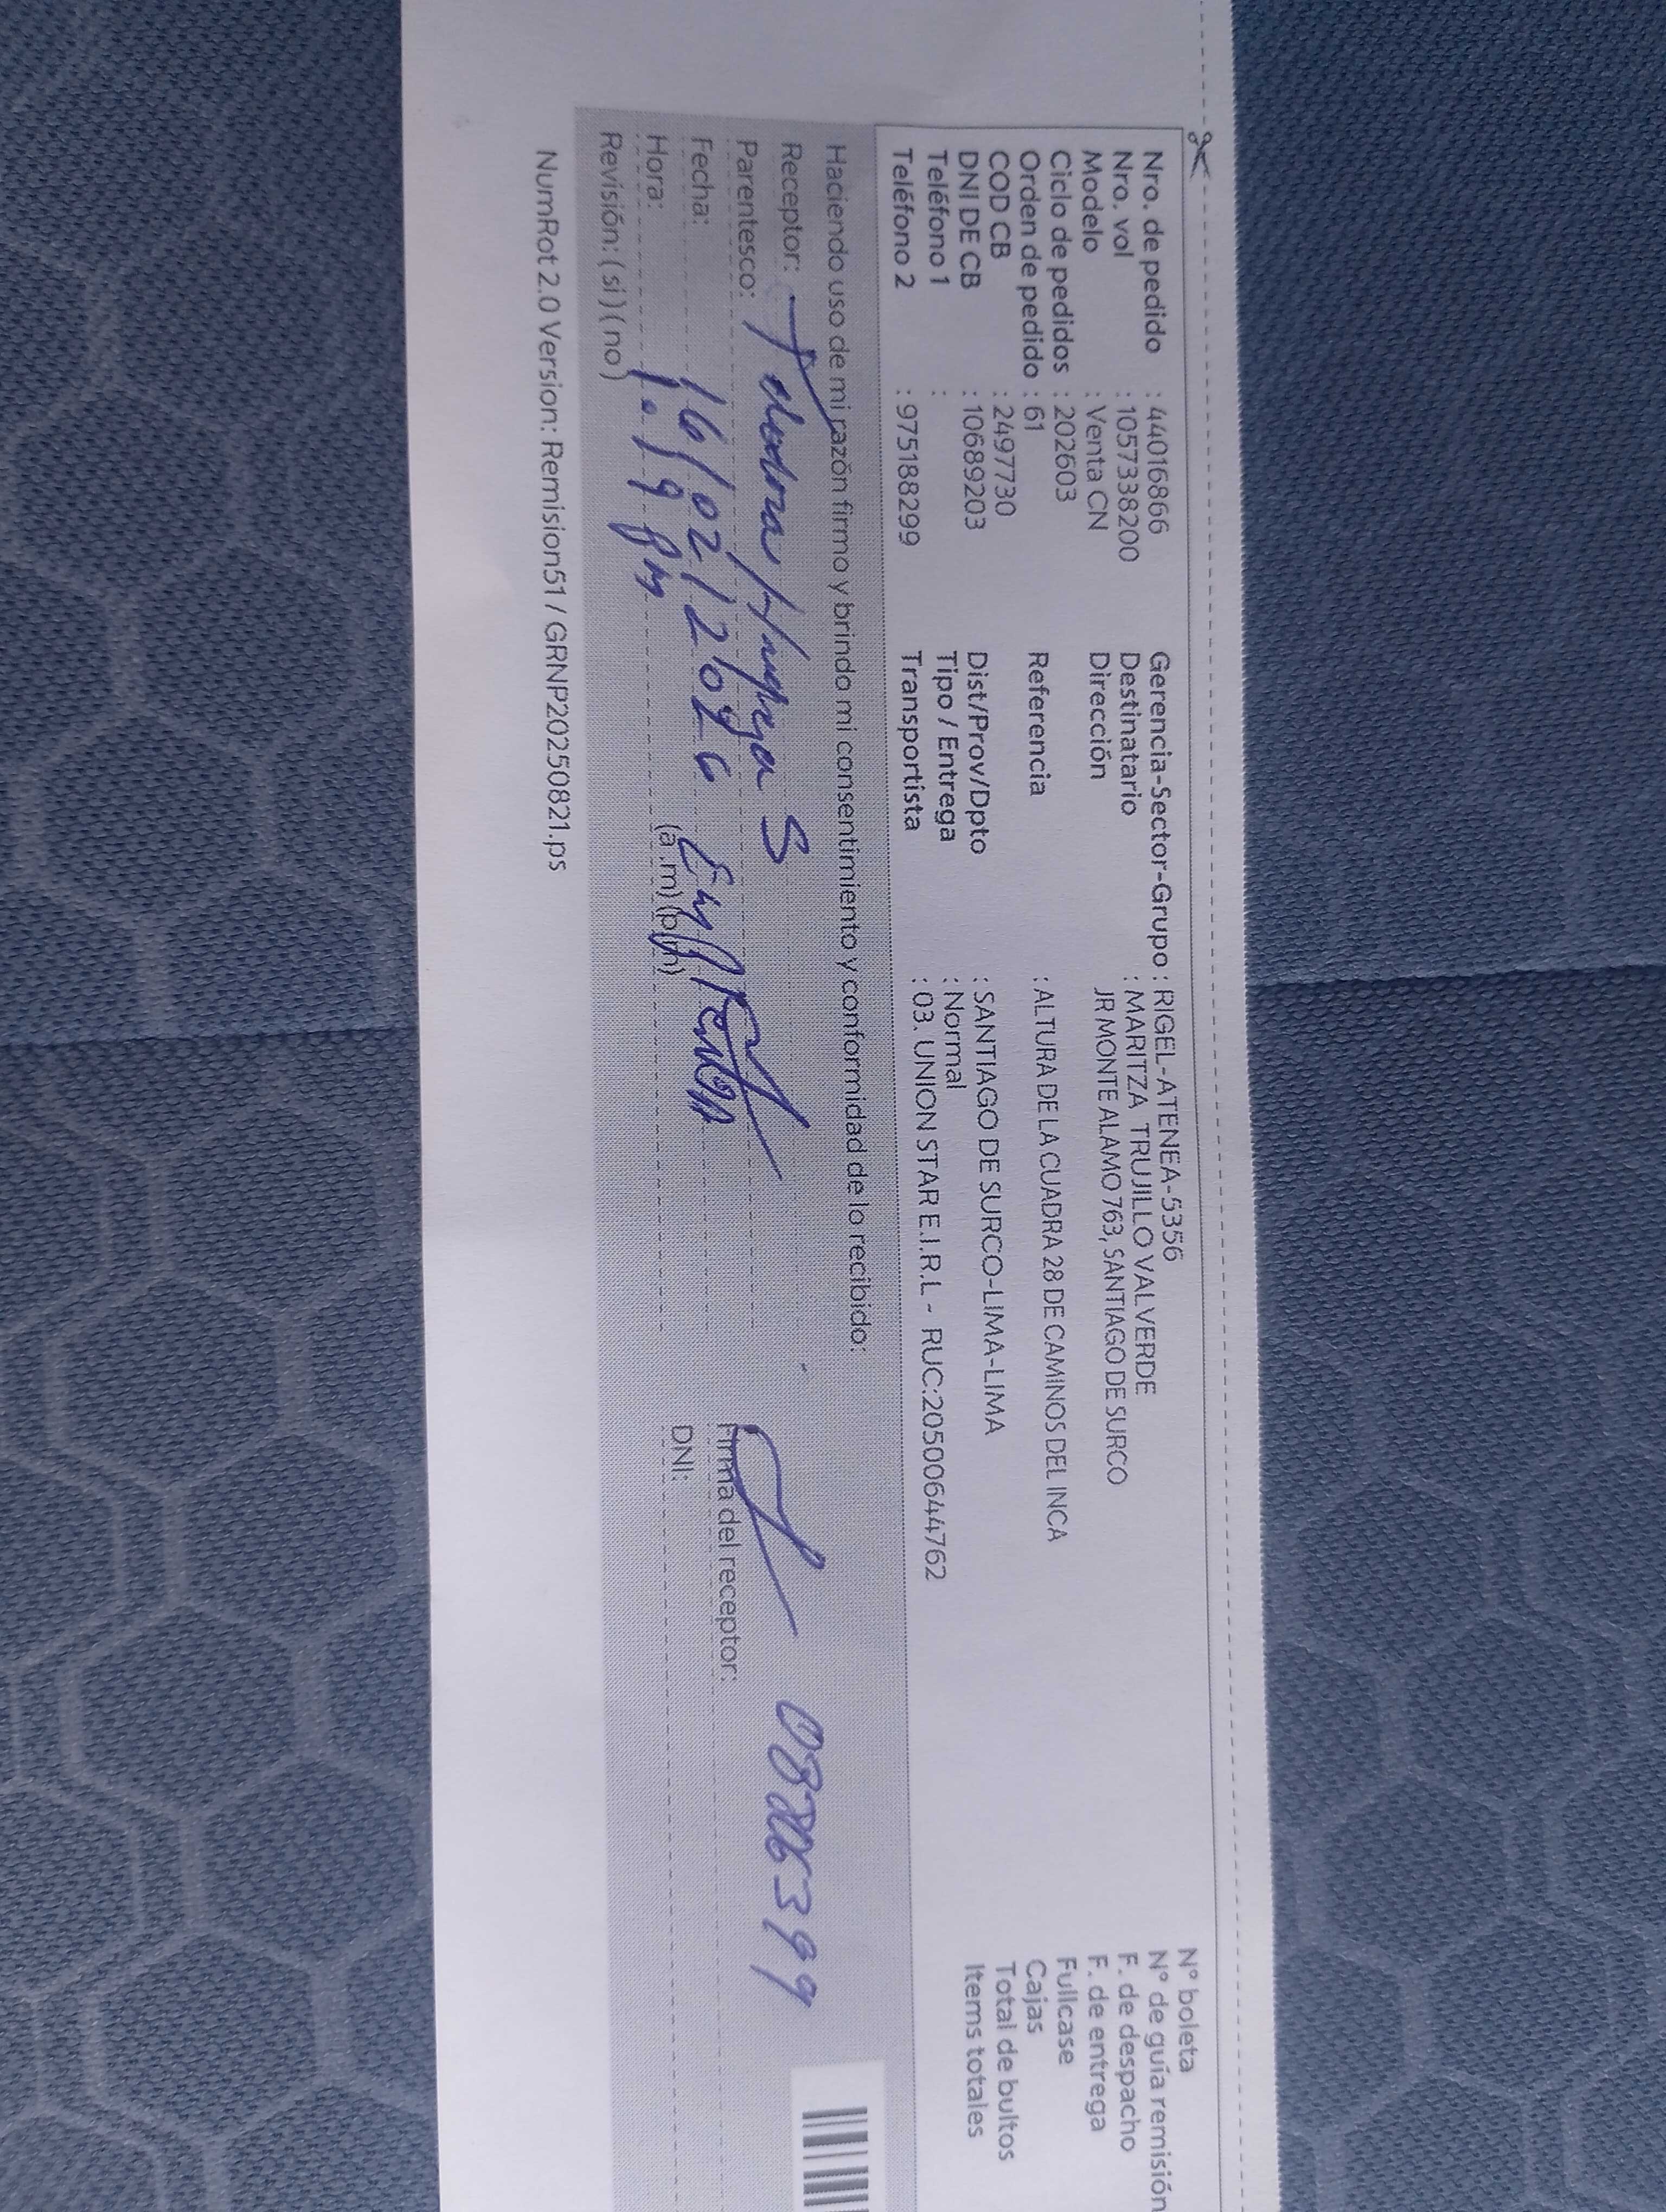 Nro. de pedido : 44016866
Nro. vol : 1057338200
Modelo : Venta CN
Ciclo de pedidos : 202603
Orden de pedido : 61
COD CB : 2497730
DNI DE CB : 10689203
Teléfono 1 :
Teléfono 2 : 975188299
Gerencia-Sector-Grupo : RIGEL-ATENEA-5356
Destinatario : MARITZA TRUJILLO VALVERDE
Dirección JR MONTE ALAMO 763, SANTIAGO DE SURCO
Referencia : ALTURA DE LA CUADRA 28 DE CAMINOS DEL INCA
Dist/Prov/Dpto : SANTIAGO DE SURCO-LIMA-LIMA
Tipo / Entrega : Normal
Transportista : 03. UNION STAR E.I.R.L - RUC:20500644762
N° boleta
N° de guía remisión
F. de despacho
F. de entrega
Fullcase
Cajas
Total de bultos
Items totales
Haciendo uso de mi razón firmo y brindo mi consentimiento y conformidad de lo recibido:
Receptor:
Parentesco:
Fecha: 16/02/2026
Hora: 1.19 pm (a.m) (p.m)
Revisión: ( si ) ( no )
Firma del receptor:
DNI:
NumRot 2.0 Version: Remision51 / GRNP20250821.ps